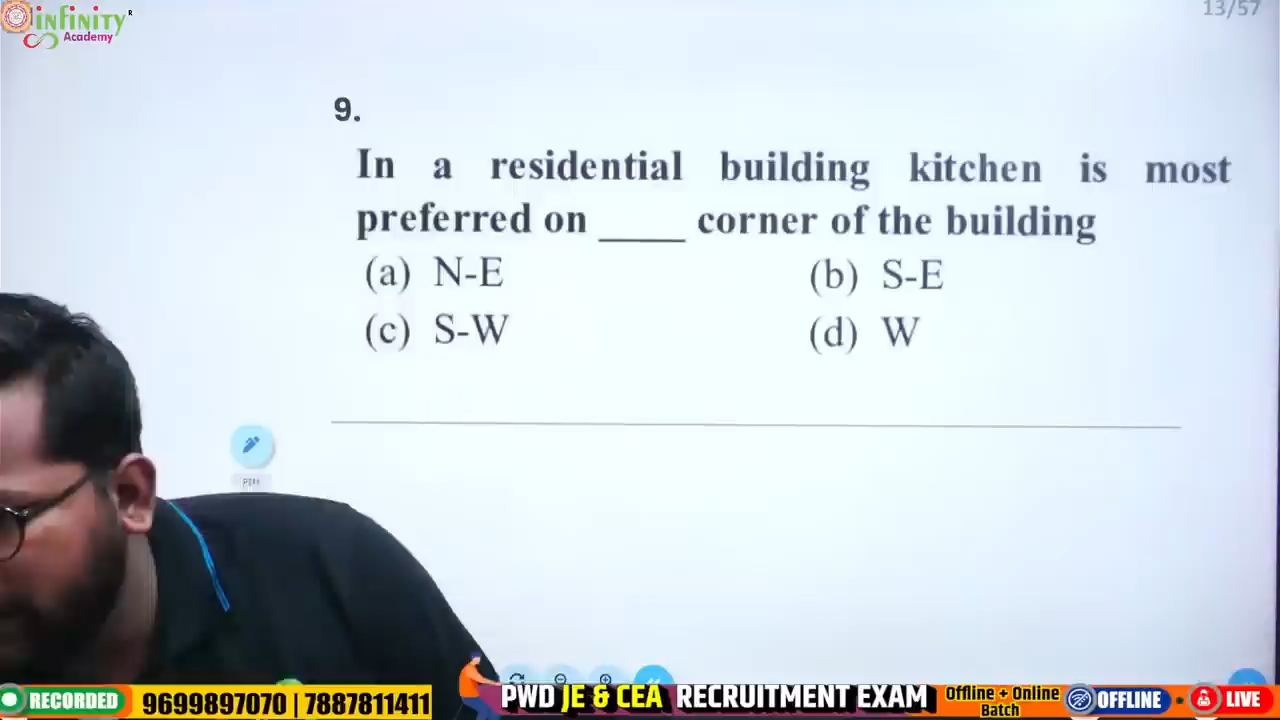 infinity
Academy
13/57
9.
In a residential building kitchen is most
preferred on ____ corner of the building
(a) N-E (b) S-E
(c) S-W (d) W
PEN
RECORDED 9699897070 | 7887811411 PWD JE & CEA RECRUITMENT EXAM Offline + Online Batch OFFLINE LIVE